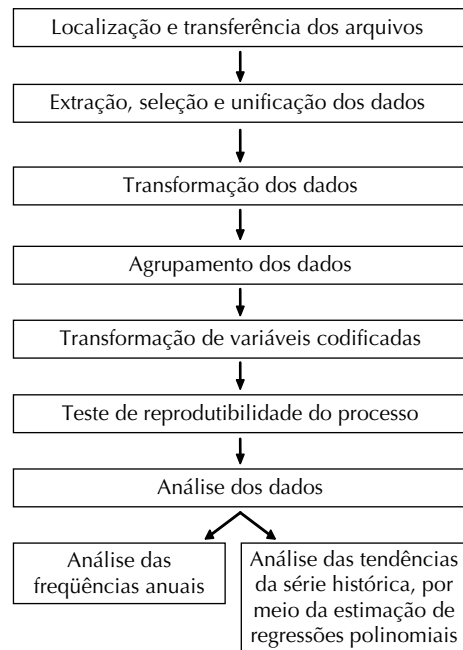 Localização e transferência dos arquivos
Extração, seleção e unificação dos dados
Transformação dos dados
Agrupamento dos dados
Transformação de variáveis codificadas
Teste de reprodutibilidade do processo
Análise dos dados
Análise das
freqüências anuais
Análise das tendências
da série histórica, por
meio da estimação de
regressões polinomiais